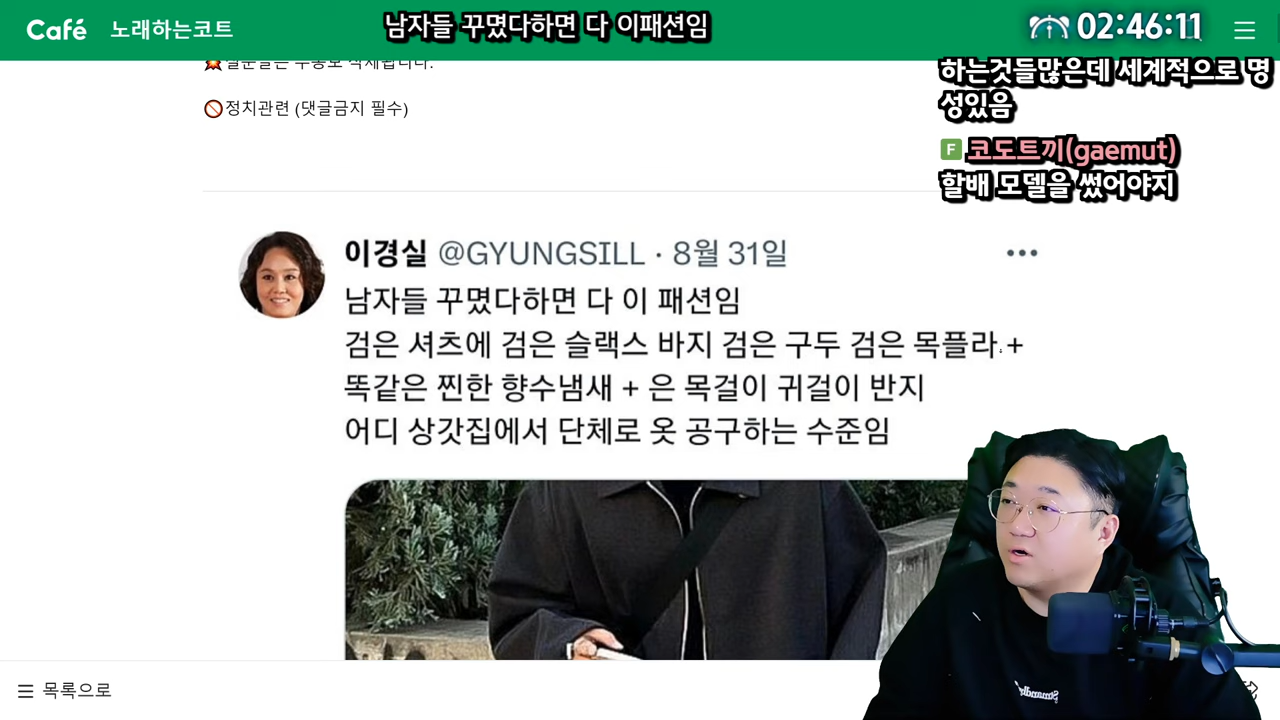 Café 노래하는코트
남자들 꾸몄다하면 다 이패션임
02:46:11
하는것들많은데 세계적으로 명
성있음
F 코도트끼(gaemut)
할배 모델을 썼어야지
🚫정치관련 (댓글금지 필수)
이경실 @GYUNGSILL · 8월 31일
남자들 꾸몄다하면 다 이 패션임
검은 셔츠에 검은 슬랙스 바지 검은 구두 검은 목플라 +
똑같은 찐한 향수냄새 + 은 목걸이 귀걸이 반지
어디 상갓집에서 단체로 옷 공구하는 수준임
목록으로